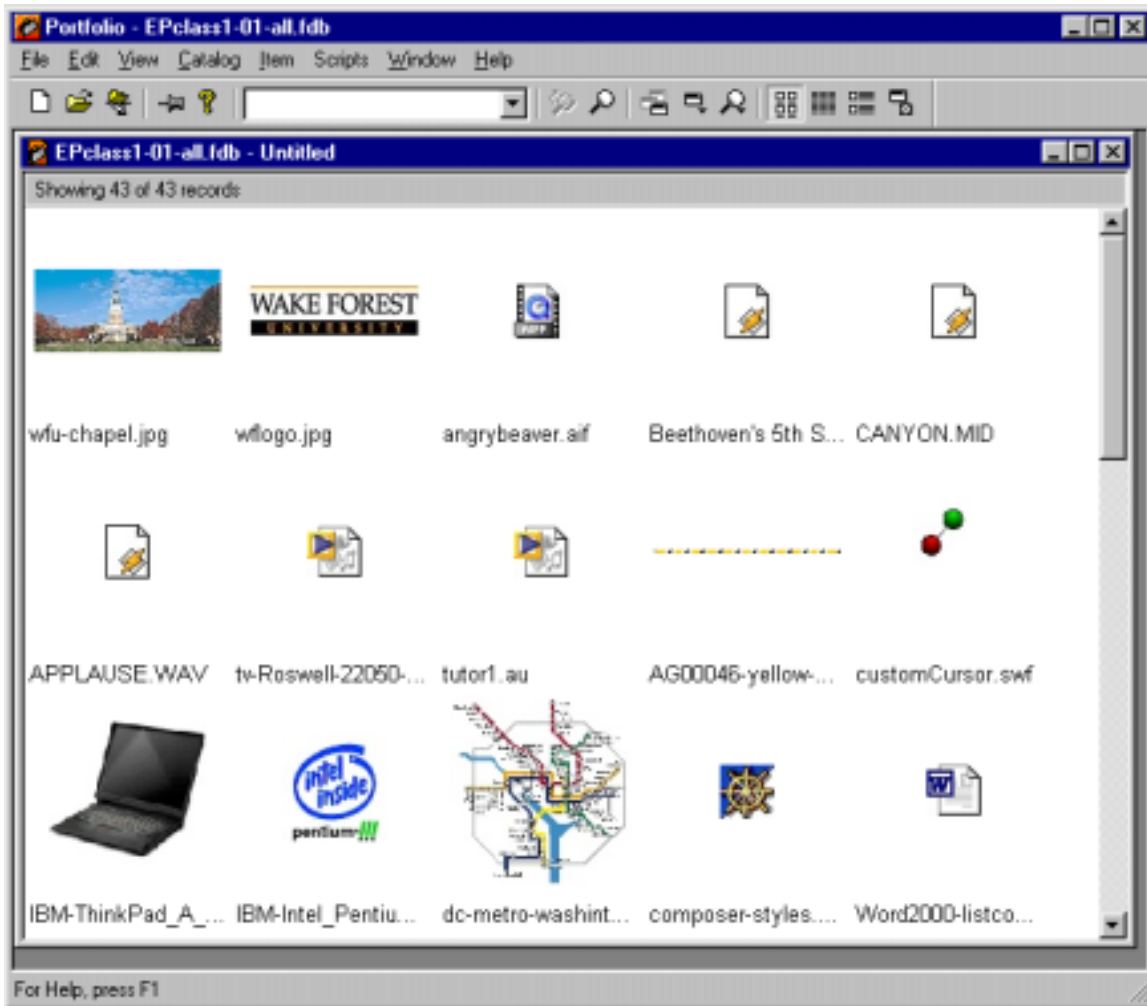 Portfolio - EPclass1-01-all.fdb
File Edit View Catalog Item Scripts Window Help
EPclass1-01-all.fdb - Untitled
Showing 43 of 43 records
WAKE FOREST
UNIVERSITY
AIFF
wfu-chapel.jpg wflogo.jpg angrybeaver.aif Beethoven's 5th S... CANYON.MID
APPLAUSE.WAV tv-Roswell-22050-... tutor1.au AG00046-yellow-... customCursor.swf
intel
inside
pentium III
W
IBM-ThinkPad_A_... IBM-Intel_Pentiu... dc-metro-washint... composer-styles.... Word2000-listco...
For Help, press F1